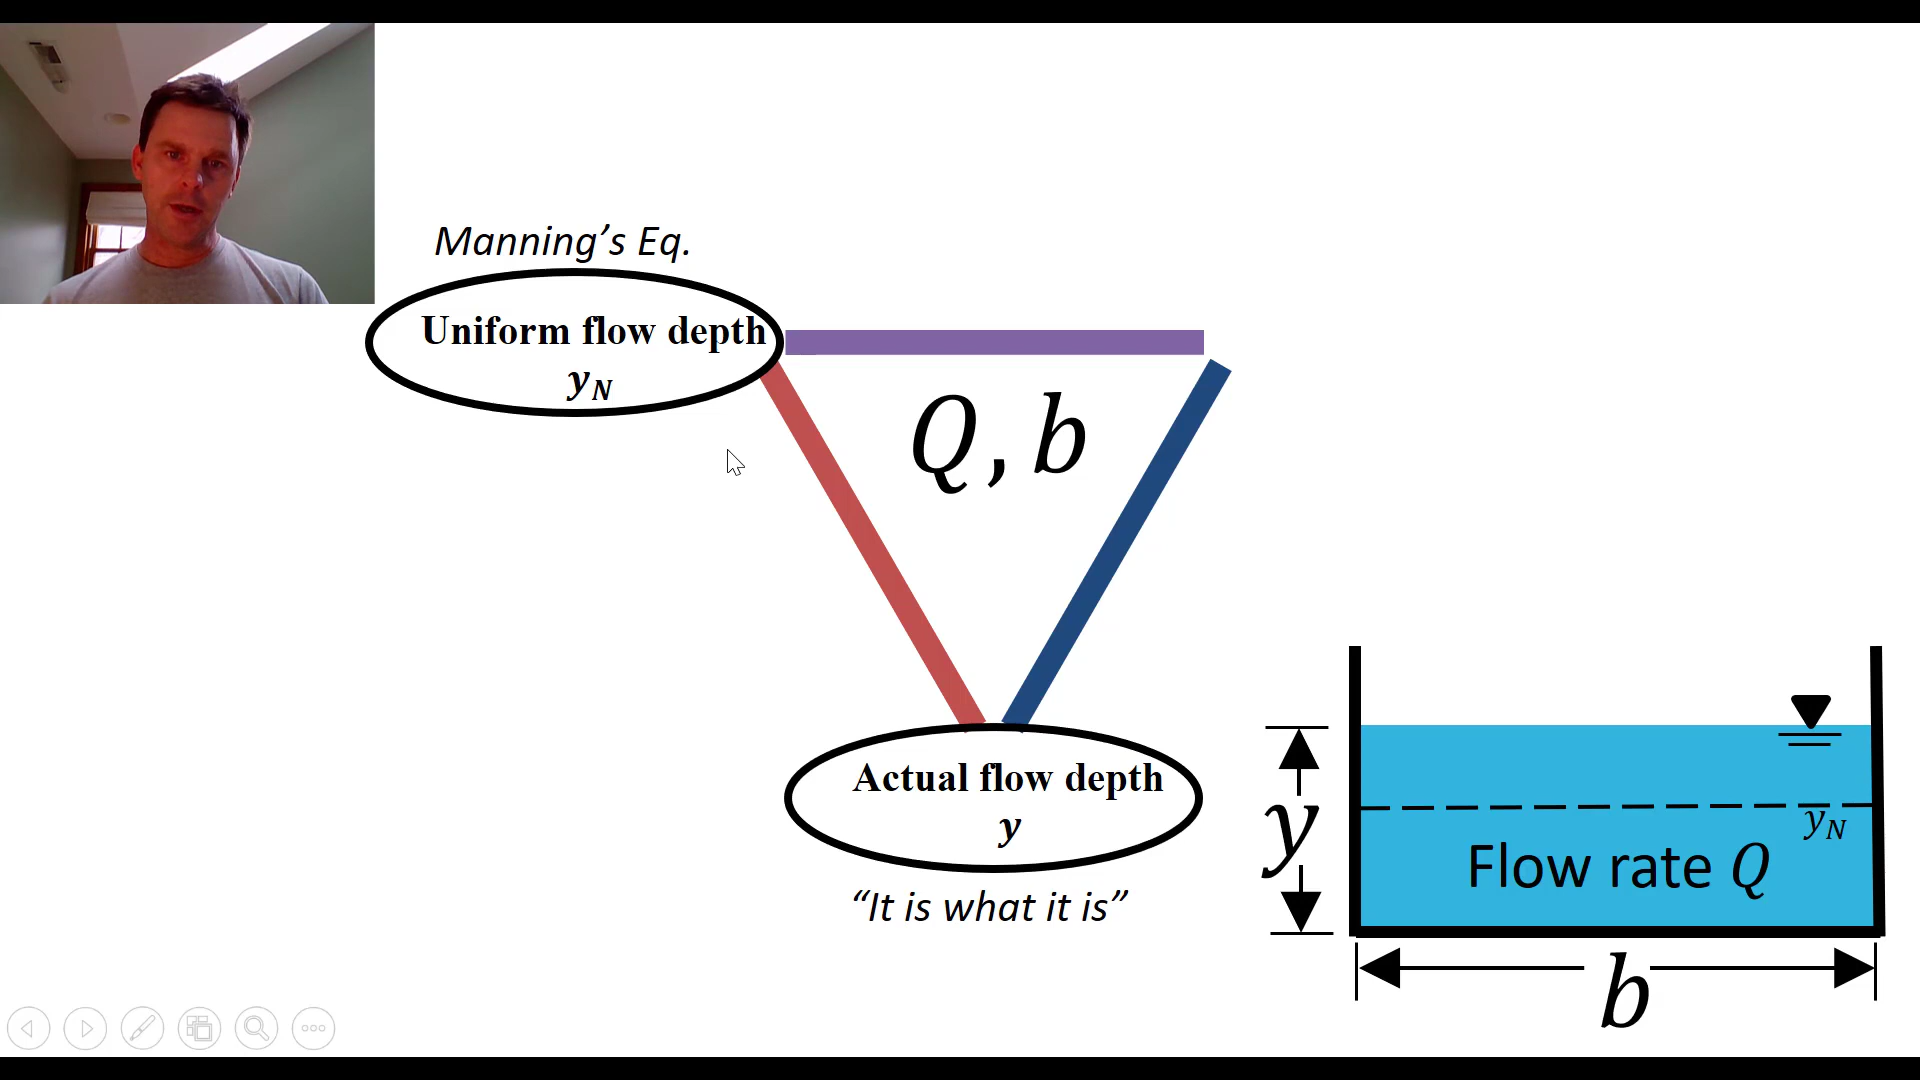 Manning’s Eq.
Uniform flow depth
y_N
Q, b
Actual flow depth
y
“It is what it is”
y
y_N
Flow rate Q
b